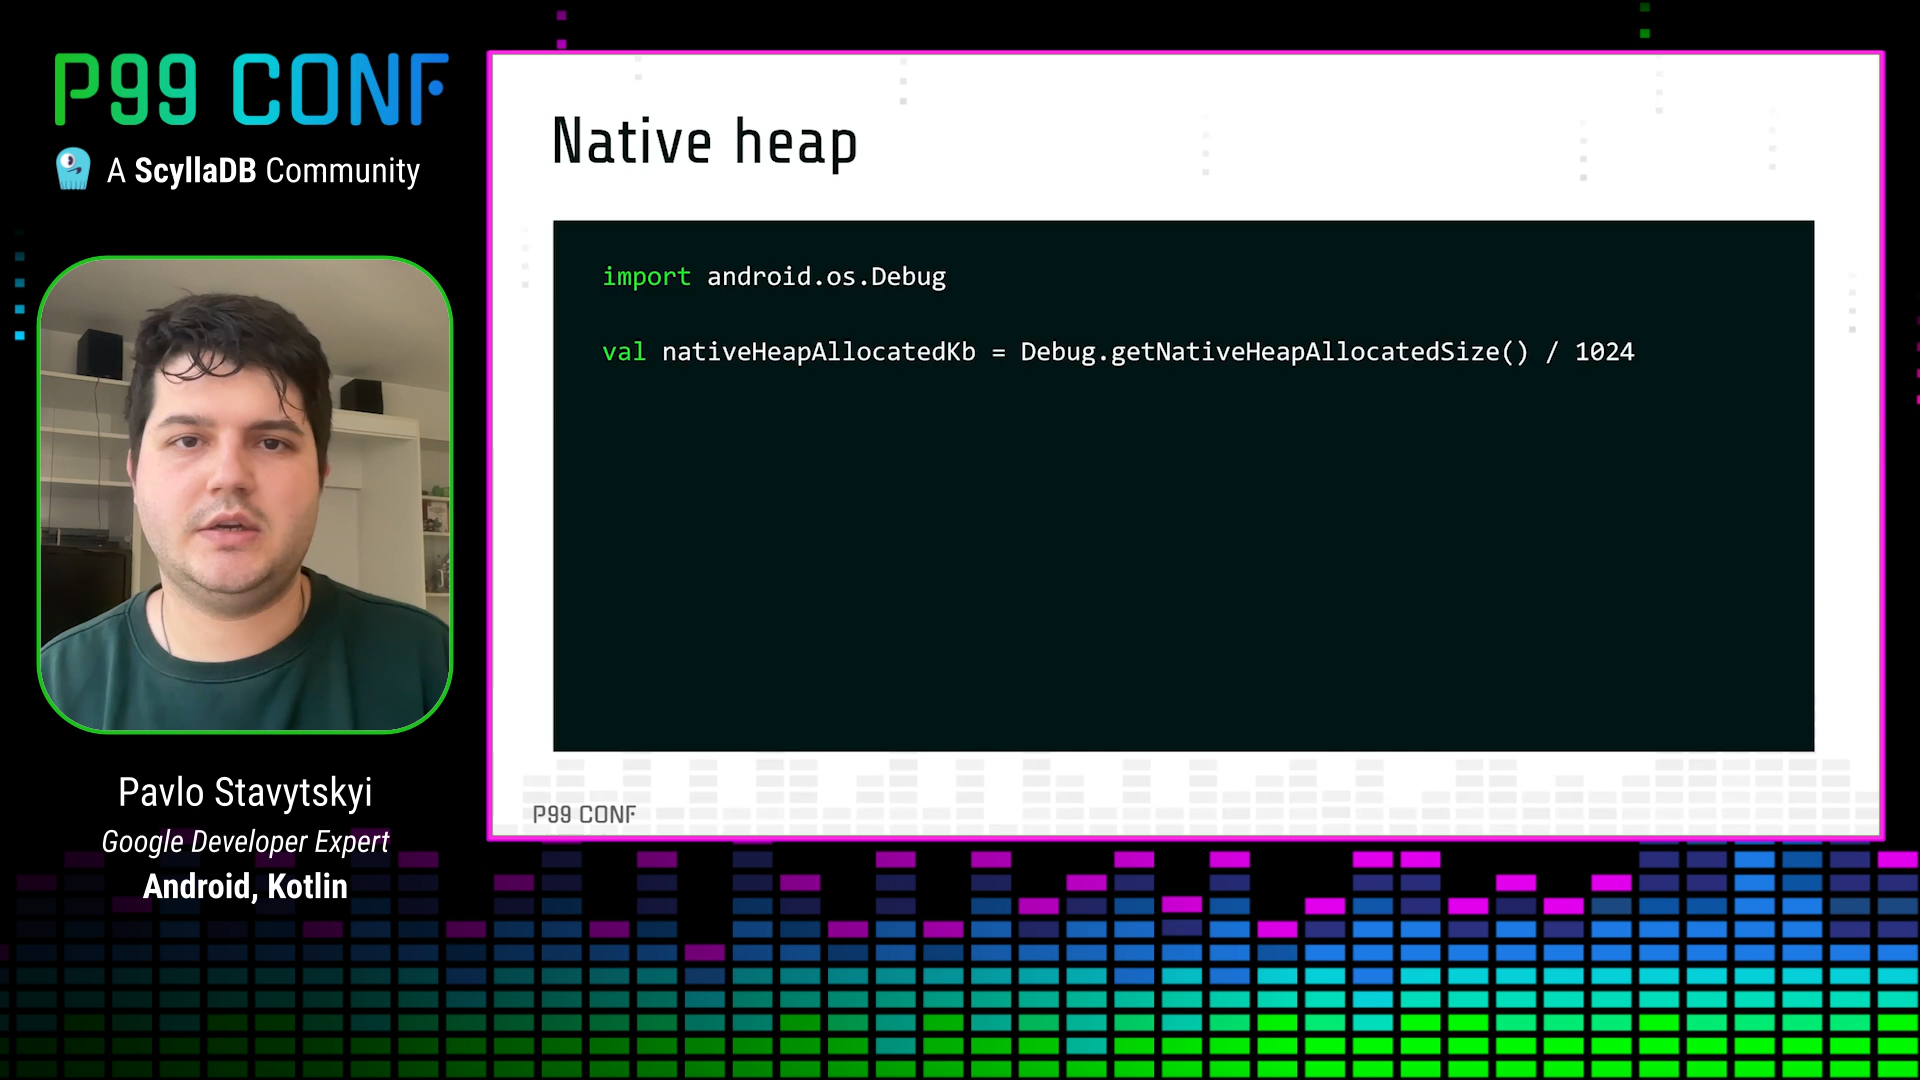 P99 CONF
A ScyllaDB Community
Pavlo Stavytskyi
Google Developer Expert
Android, Kotlin
Native heap
import android.os.Debug
val nativeHeapAllocatedKb = Debug.getNativeHeapAllocatedSize() / 1024
P99 CONF